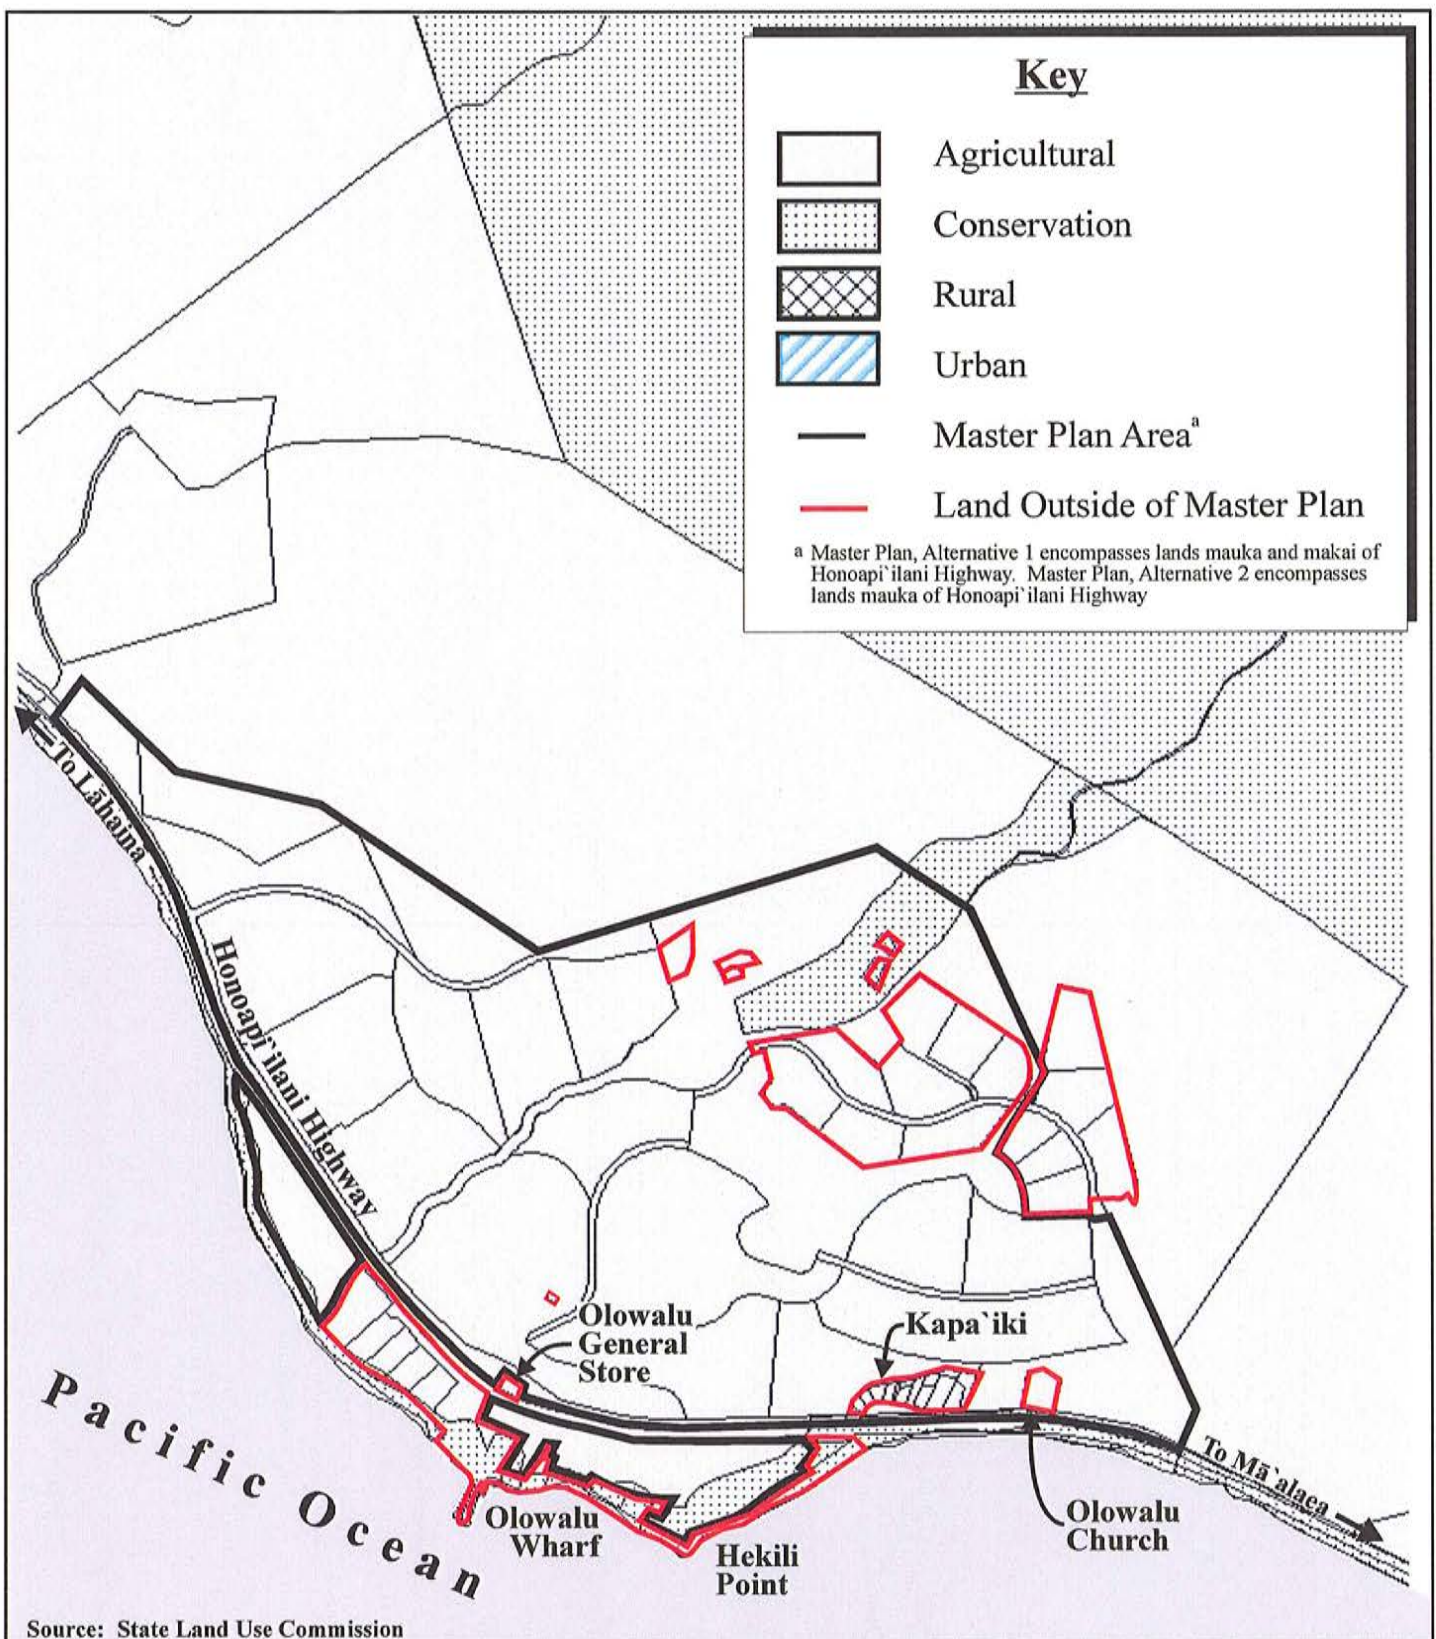 Key
Agricultural
Conservation
Rural
Urban
Master Plan Areaᵃ
Land Outside of Master Plan
a Master Plan, Alternative 1 encompasses lands mauka and makai of
Honoapi`ilani Highway. Master Plan, Alternative 2 encompasses
lands mauka of Honoapi`ilani Highway
To Lāhaina
Honoapi`ilani Highway
Olowalu
General
Store
Kapa`iki
To Mā`alaea
Olowalu
Church
Olowalu
Wharf
Hekili
Point
Pacific Ocean
Source: State Land Use Commission